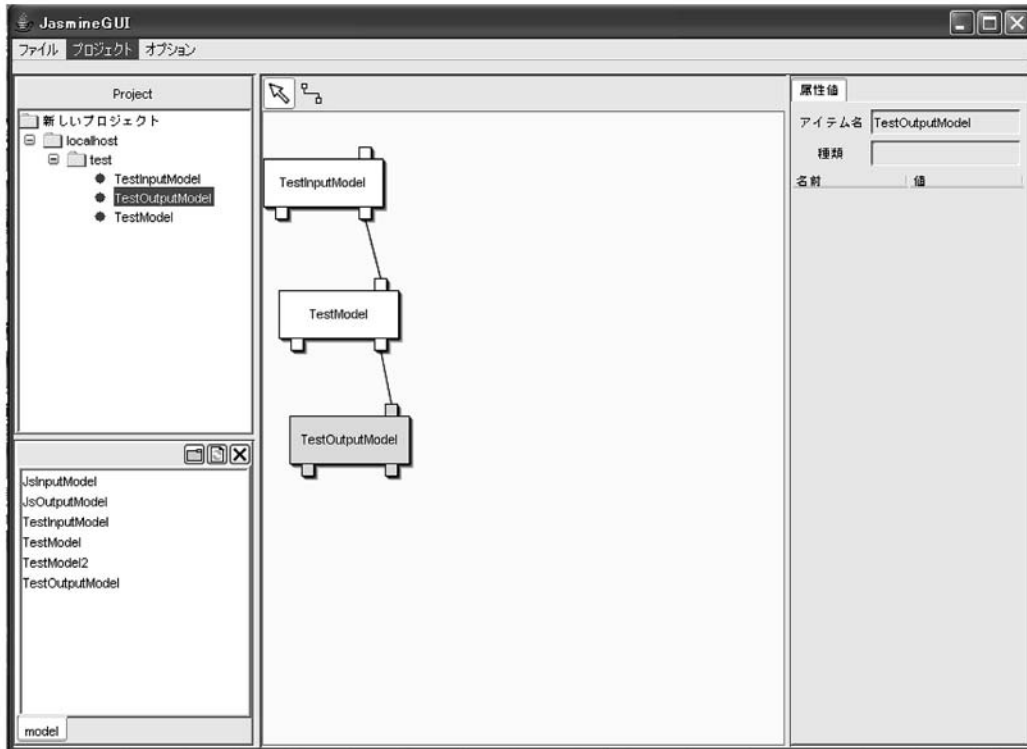 JasmineGUI
ファイル プロジェクト オプション
Project
新しいプロジェクト
localhost
test
TestInputModel
TestOutputModel
TestModel
JsInputModel
JsOutputModel
TestInputModel
TestModel
TestModel2
TestOutputModel
model
TestInputModel
TestModel
TestOutputModel
属性値
アイテム名 TestOutputModel
種類
名前 値